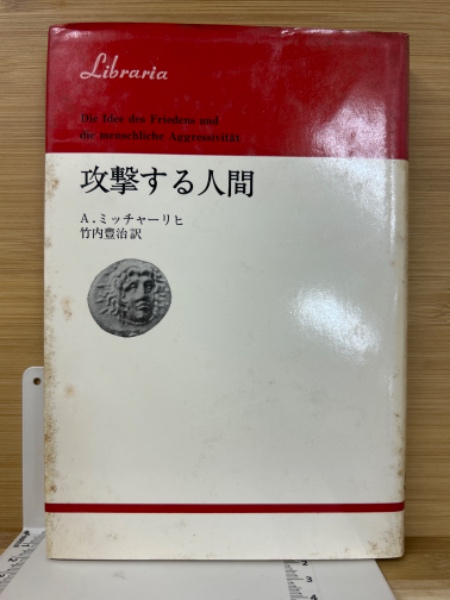 Libraria
Die Idee des Friedens und
die menschliche Aggressivität
攻撃する人間
A.ミッチャーリヒ
竹内豊治訳